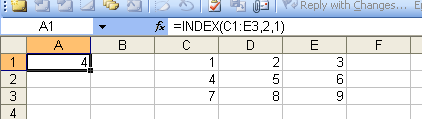 Reply with Changes...
A1 fx =INDEX(C1:E3,2,1)
A B C D E F
1 4 1 2 3
2 4 5 6
3 7 8 9
4